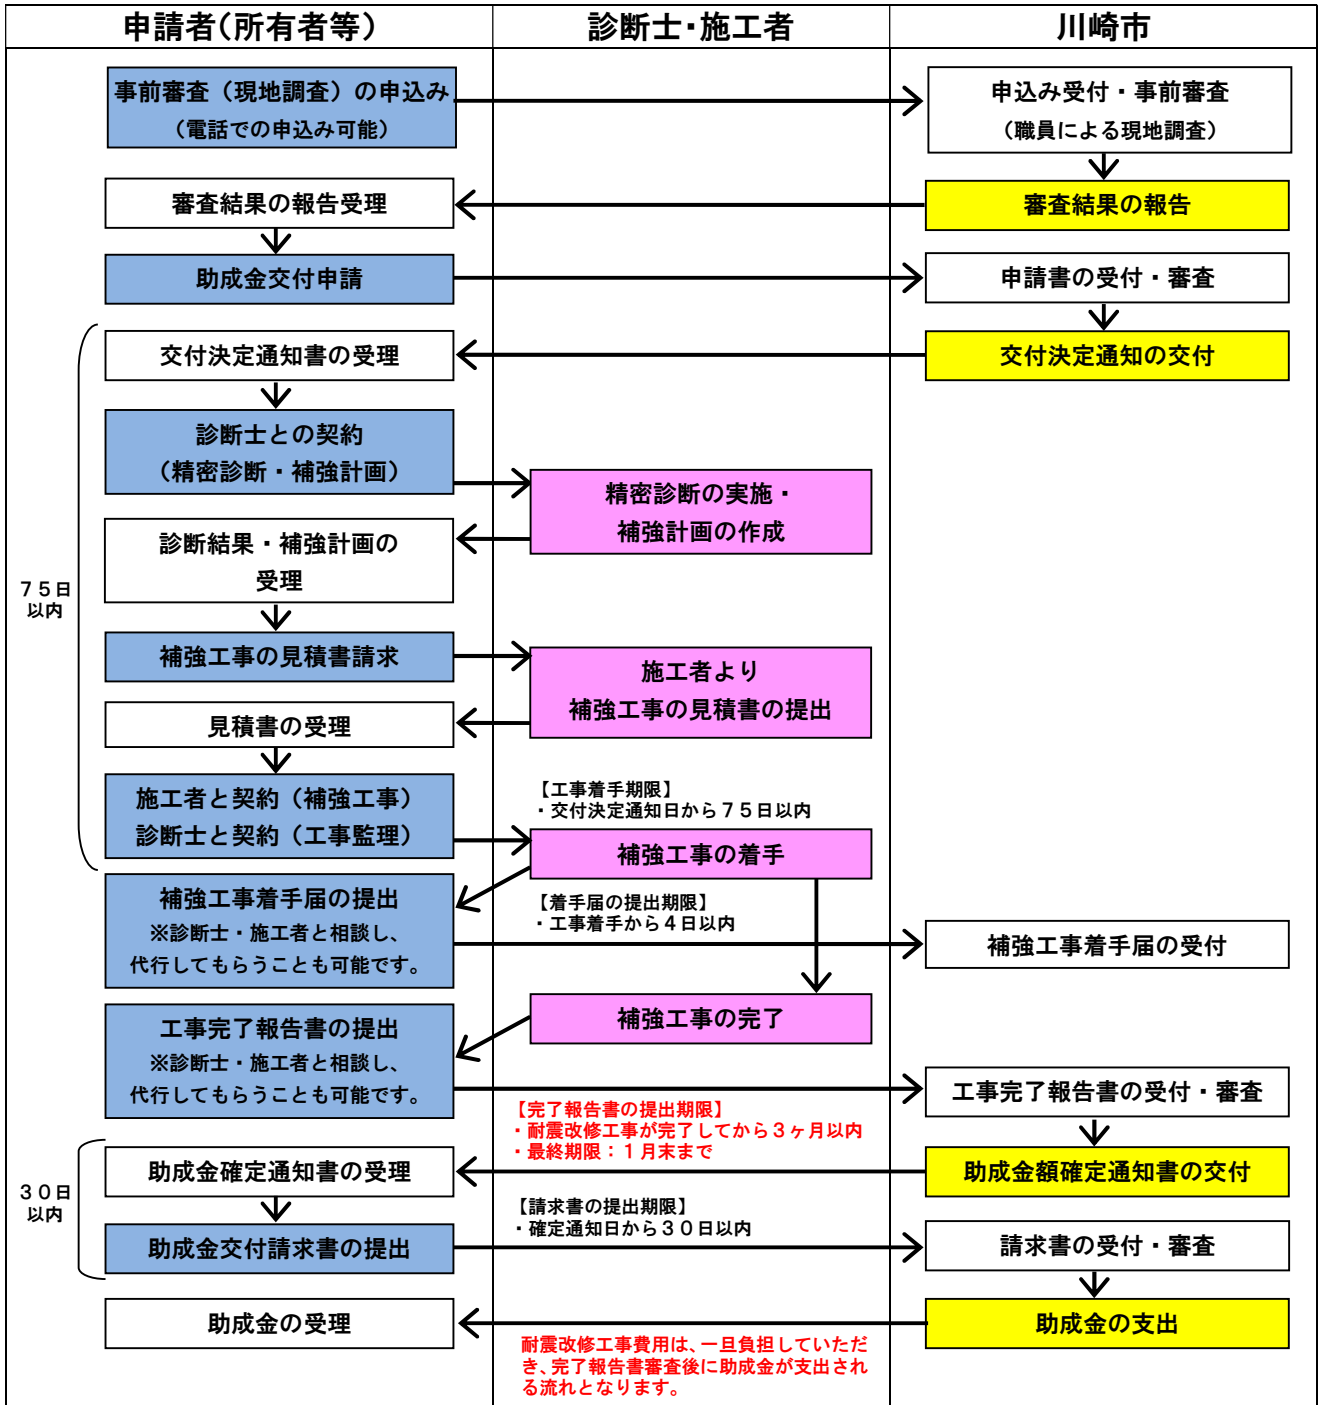 申請者（所有者等）
診断士・施工者
川崎市
事前審査（現地調査）の申込み
（電話での申込み可能）
申込み受付・事前審査
（職員による現地調査）
審査結果の報告受理
審査結果の報告
助成金交付申請
申請書の受付・審査
交付決定通知書の受理
交付決定通知の交付
診断士との契約
（精密診断・補強計画）
精密診断の実施・
補強計画の作成
診断結果・補強計画の
受理
７５日
以内
補強工事の見積書請求
施工者より
補強工事の見積書の提出
見積書の受理
施工者と契約（補強工事）
診断士と契約（工事監理）
【工事着手期限】
・交付決定通知日から７５日以内
補強工事の着手
補強工事着手届の提出
※診断士・施工者と相談し、
代行してもらうことも可能です。
【着手届の提出期限】
・工事着手から４日以内
補強工事着手届の受付
補強工事の完了
工事完了報告書の提出
※診断士・施工者と相談し、
代行してもらうことも可能です。
工事完了報告書の受付・審査
【完了報告書の提出期限】
・耐震改修工事が完了してから３ヶ月以内
・最終期限：１月末まで
助成金確定通知書の受理
助成金額確定通知書の交付
３０日
以内
【請求書の提出期限】
・確定通知日から３０日以内
助成金交付請求書の提出
請求書の受付・審査
助成金の受理
助成金の支出
耐震改修工事費用は、一旦負担していただ
き、完了報告書審査後に助成金が支出され
る流れとなります。